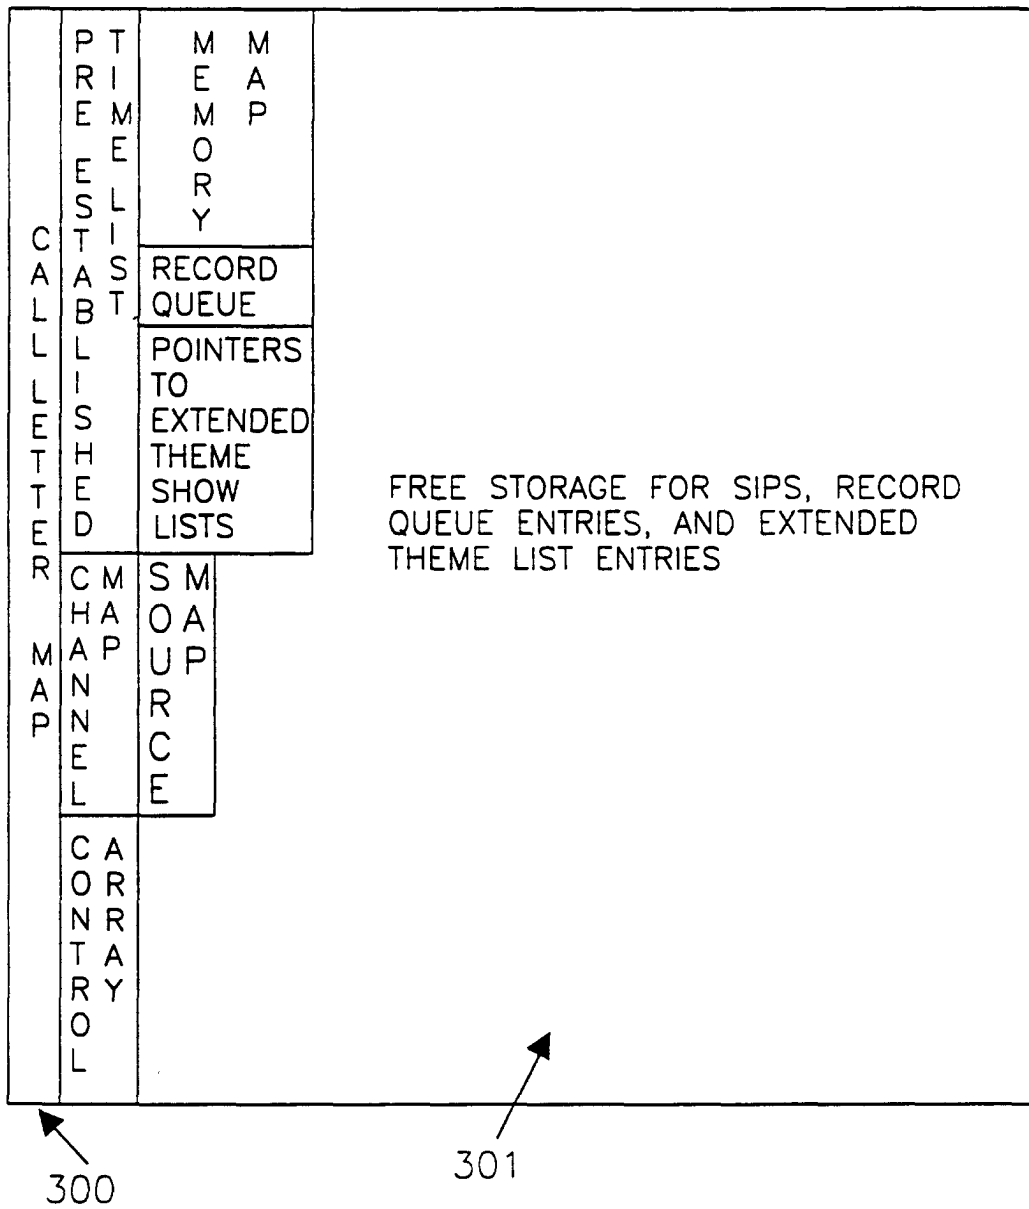 CALL LETTER MAP
PRE ESTABLISHED
TIME LIST
MEMORY
MAP
RECORD
QUEUE
POINTERS
TO
EXTENDED
THEME
SHOW
LISTS
CHANNEL
MAP
SOURCE
MAP
CONTROL
ARRAY
FREE STORAGE FOR SIPS, RECORD
QUEUE ENTRIES, AND EXTENDED
THEME LIST ENTRIES
300
301